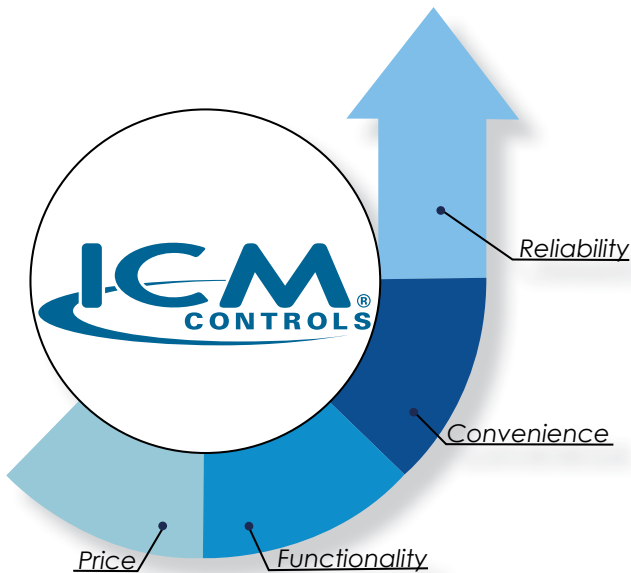 ICM®
CONTROLS
Reliability
Convenience
Price
Functionality